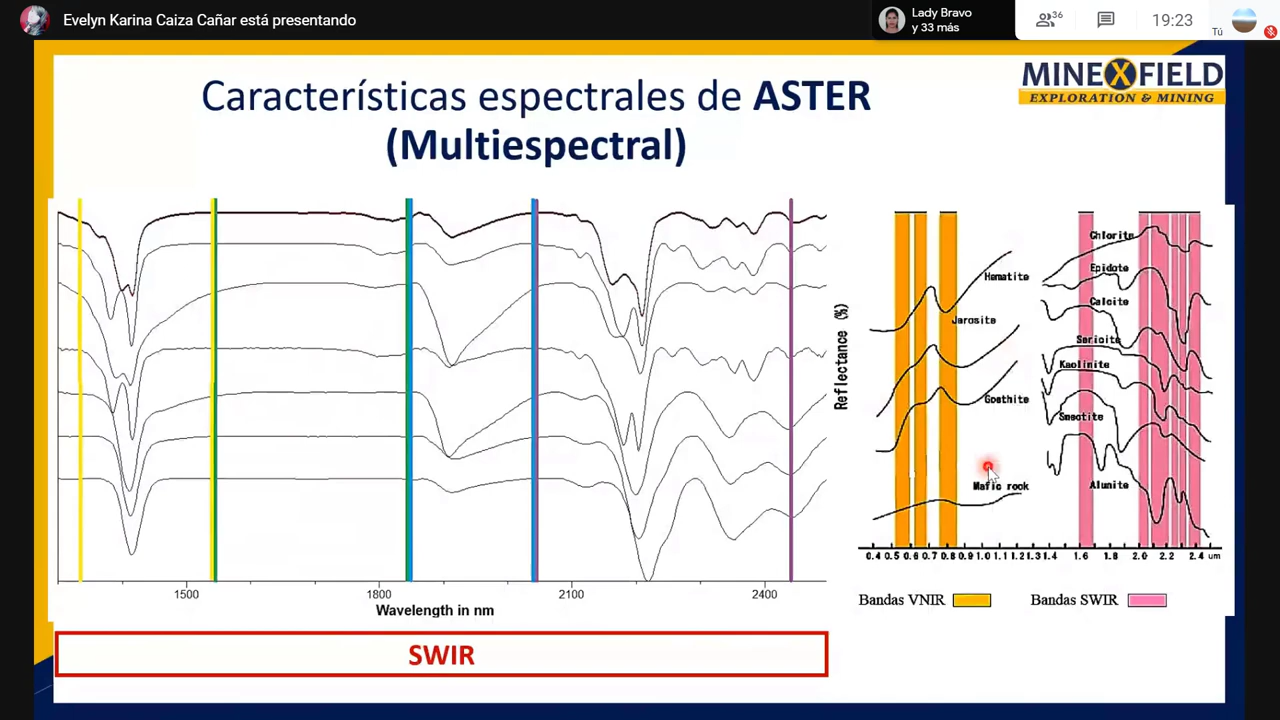 Evelyn Karina Caiza Cañar está presentando
Lady Bravo
y 33 más
36
19:23
Tú
MINEXFIELD
EXPLORATION & MINING
Características espectrales de ASTER
(Multiespectral)
1500
1800
2100
2400
Wavelength in nm
SWIR
Reflectance (%)
Hematite
Jarosite
Goathite
Mafic rook
Chlorite
Epidote
Calcite
Soricite
Kaolinite
Smectite
Alunite
0.4 0.5 0.6 0.7 0.8 0.9 1.0 1.1 1.2 1.3 1.4 1.6 1.8 2.0 2.2 2.4 um
Bandas VNIR
Bandas SWIR